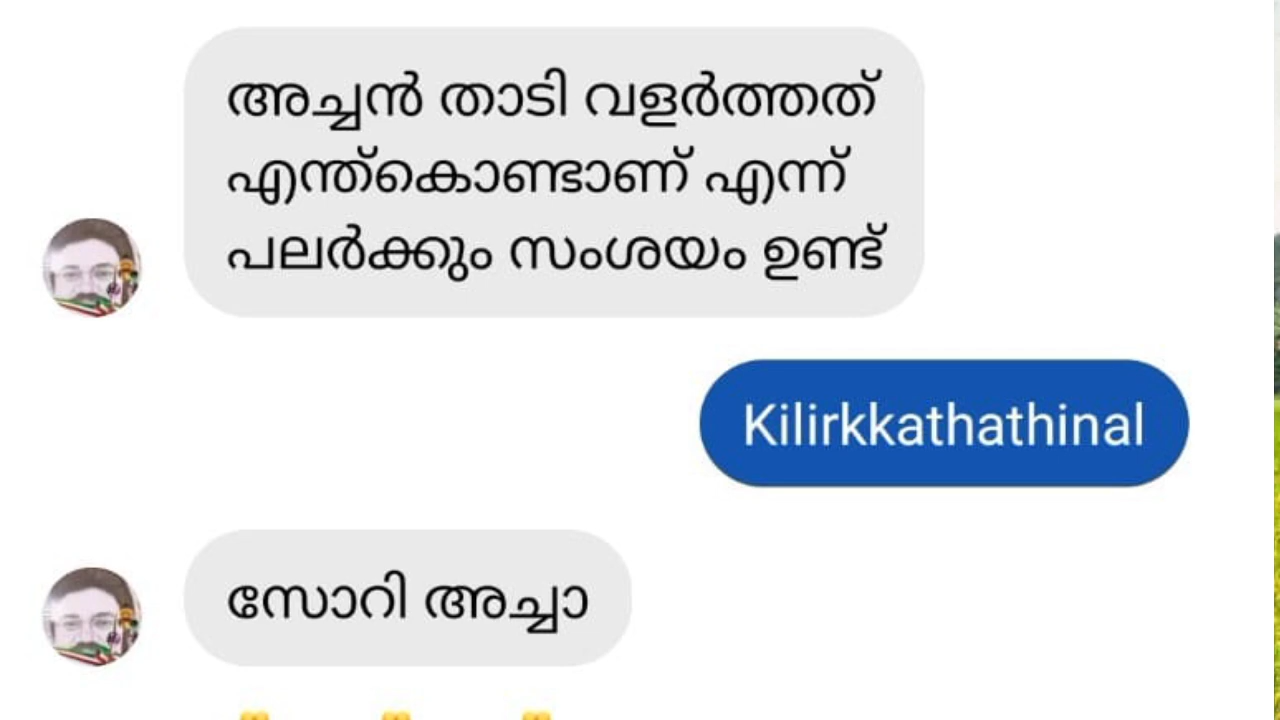 അച്ചൻ താടി വളർത്തത്
എന്ത്കൊണ്ടാണ് എന്ന്
പലർക്കും സംശയം ഉണ്ട്
Kilirkkathathinal
സോറി അച്ചാ